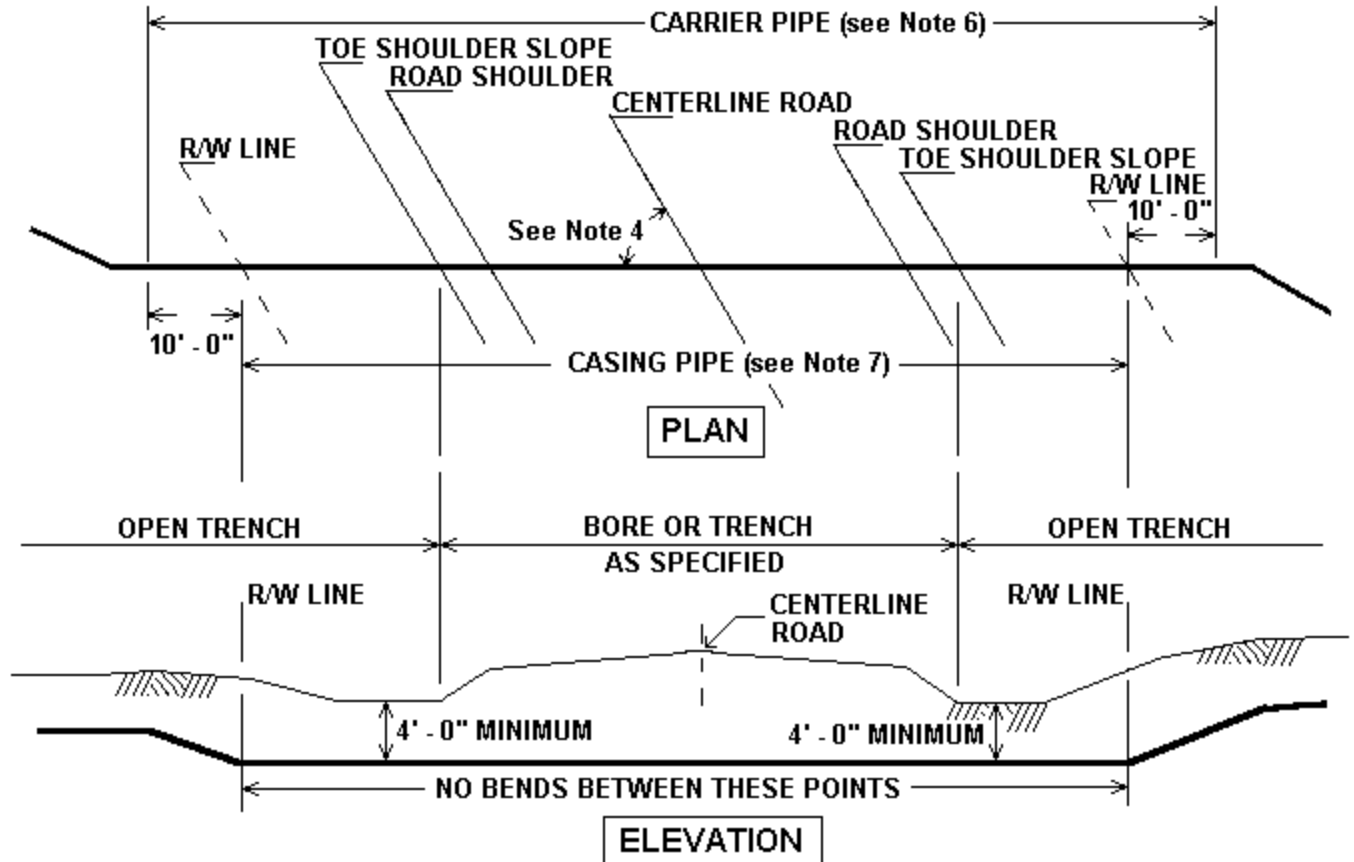 CARRIER PIPE (see Note 6)
TOE SHOULDER SLOPE
ROAD SHOULDER
CENTERLINE ROAD
ROAD SHOULDER
R/W LINE
TOE SHOULDER SLOPE
R/W LINE
10' - 0"
See Note 4
10' - 0"
CASING PIPE (see Note 7)
PLAN
OPEN TRENCH
BORE OR TRENCH
AS SPECIFIED
OPEN TRENCH
R/W LINE
R/W LINE
CENTERLINE
ROAD
4' - 0" MINIMUM
4' - 0" MINIMUM
NO BENDS BETWEEN THESE POINTS
ELEVATION